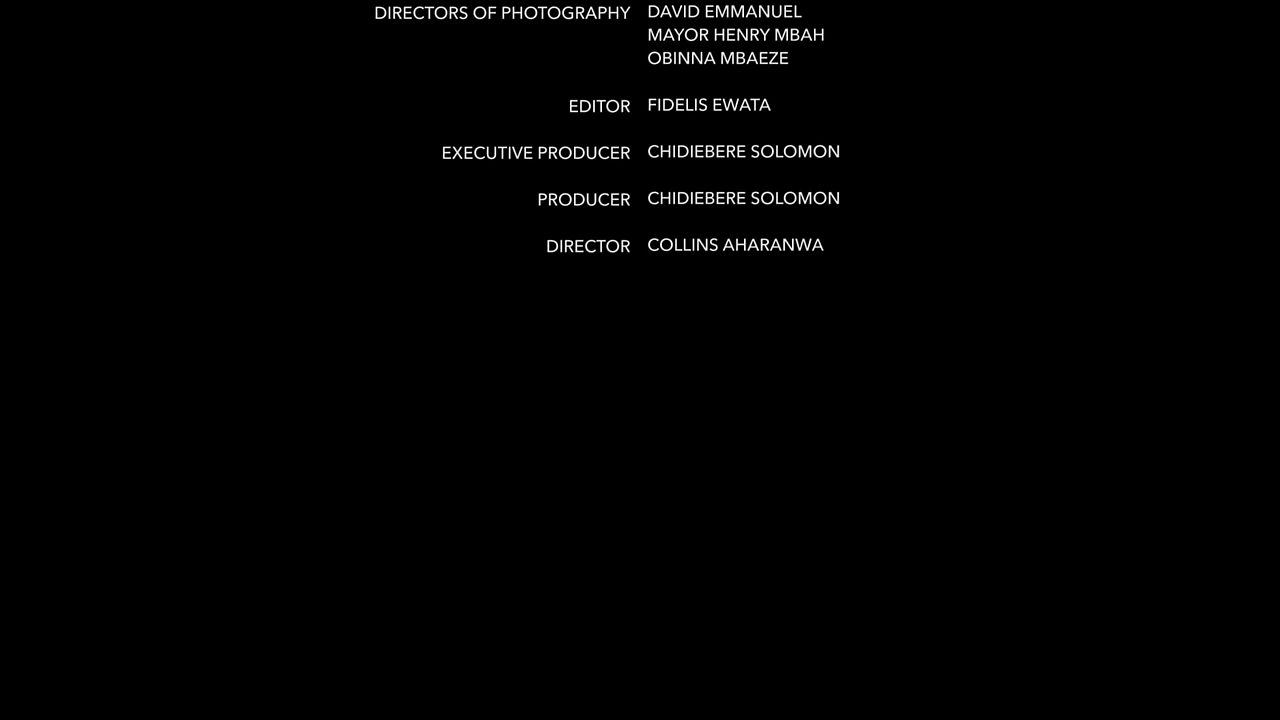 DIRECTORS OF PHOTOGRAPHY DAVID EMMANUEL
MAYOR HENRY MBAH
OBINNA MBAEZE
EDITOR FIDELIS EWATA
EXECUTIVE PRODUCER CHIDIEBERE SOLOMON
PRODUCER CHIDIEBERE SOLOMON
DIRECTOR COLLINS AHARANWA